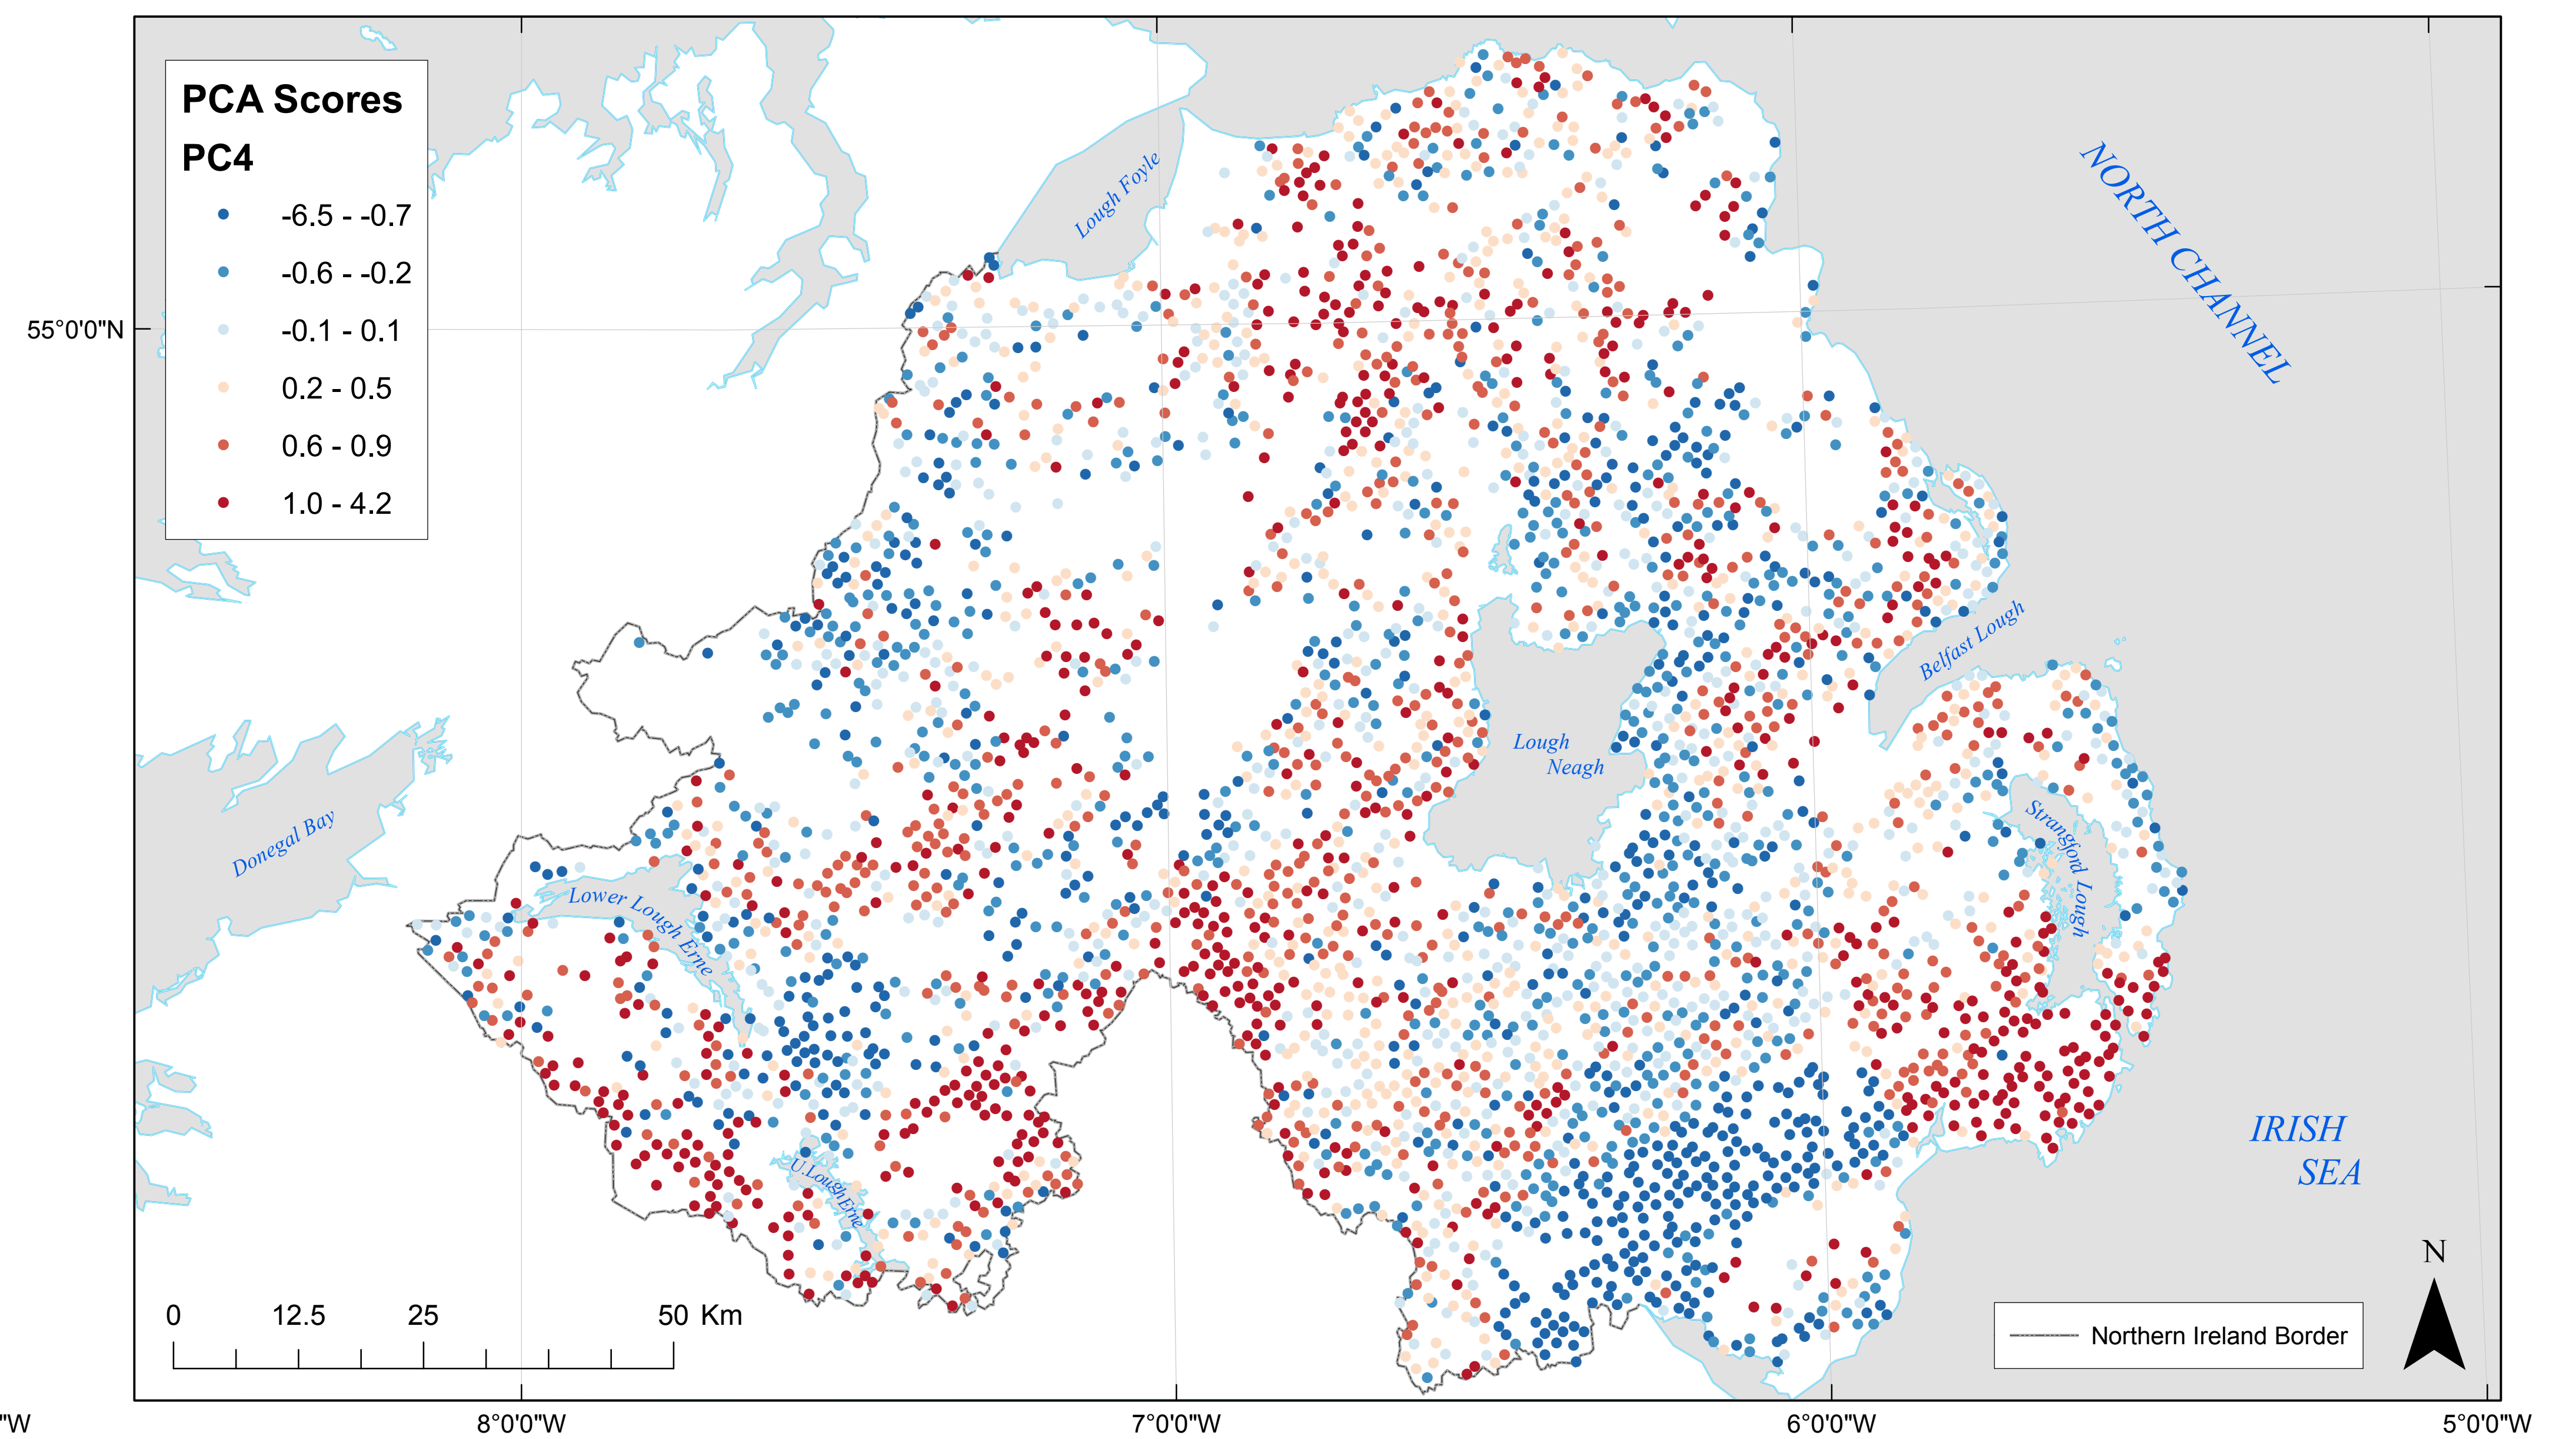 PCA Scores
PC4
-6.5 - -0.7
-0.6 - -0.2
-0.1 - 0.1
0.2 - 0.5
0.6 - 0.9
1.0 - 4.2
Lough Foyle
NORTH CHANNEL
55°0'0"N
Belfast Lough
Lough
Neagh
Donegal Bay
Strangford Lough
Lower Lough Erne
U.Lough Erne
IRISH
SEA
N
0 12.5 25 50 Km
Northern Ireland Border
"W 8°0'0"W 7°0'0"W 6°0'0"W 5°0'0"W